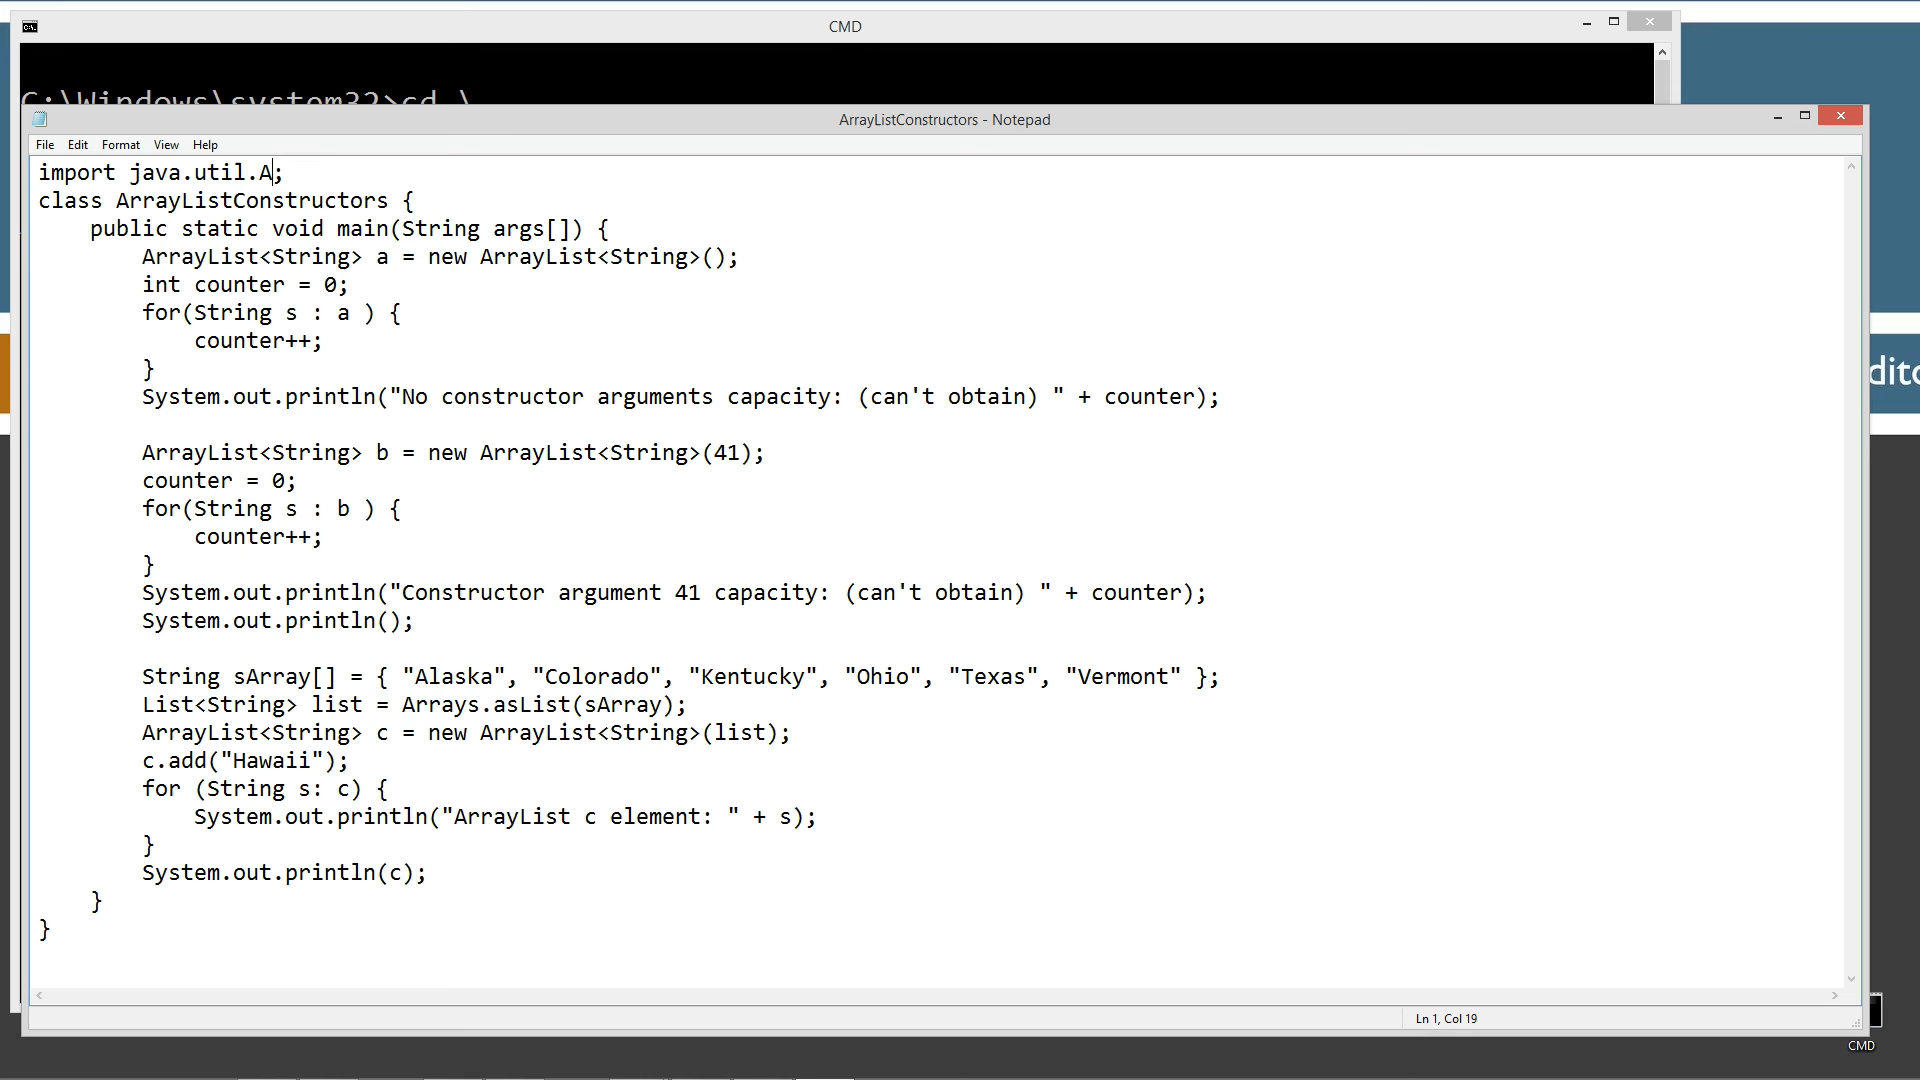 CMD
C:\Windows\system32>cd \
ArrayListConstructors - Notepad
File Edit Format View Help
import java.util.A;
class ArrayListConstructors {
    public static void main(String args[]) {
        ArrayList<String> a = new ArrayList<String>();
        int counter = 0;
        for(String s : a ) {
            counter++;
        }
        System.out.println("No constructor arguments capacity: (can't obtain) " + counter);
        ArrayList<String> b = new ArrayList<String>(41);
        counter = 0;
        for(String s : b ) {
            counter++;
        }
        System.out.println("Constructor argument 41 capacity: (can't obtain) " + counter);
        System.out.println();
        String sArray[] = { "Alaska", "Colorado", "Kentucky", "Ohio", "Texas", "Vermont" };
        List<String> list = Arrays.asList(sArray);
        ArrayList<String> c = new ArrayList<String>(list);
        c.add("Hawaii");
        for (String s: c) {
            System.out.println("ArrayList c element: " + s);
        }
        System.out.println(c);
    }
}
Ln 1, Col 19
CMD